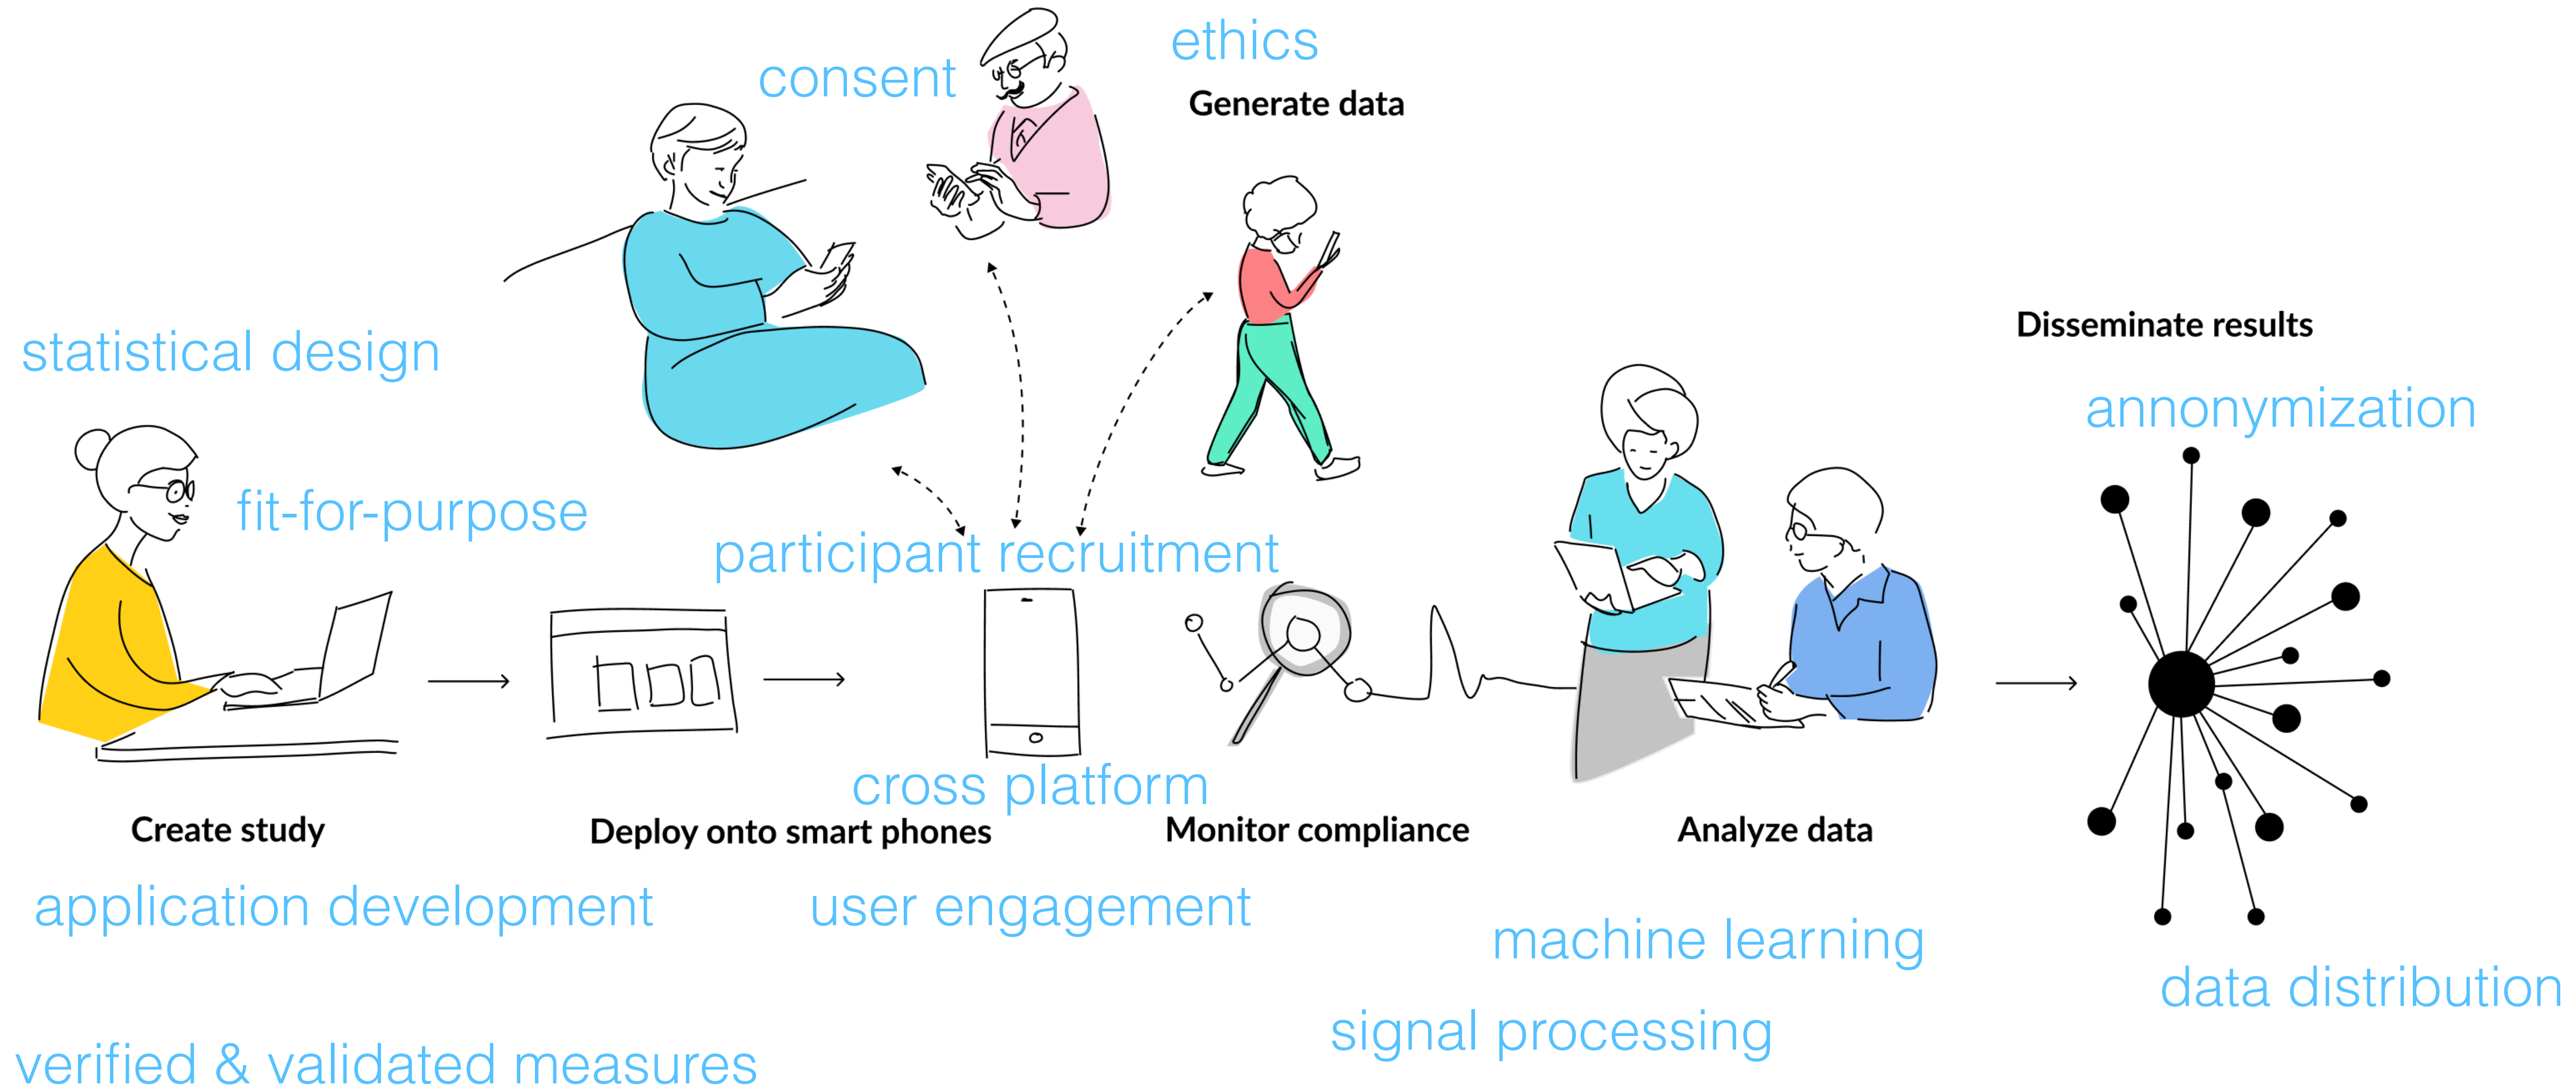 ethics
consent
Generate data
statistical design
Disseminate results
annonymization
fit-for-purpose
participant recruitment
cross platform
Create study
Deploy onto smart phones
Monitor compliance
Analyze data
application development
user engagement
machine learning
data distribution
signal processing
verified & validated measures